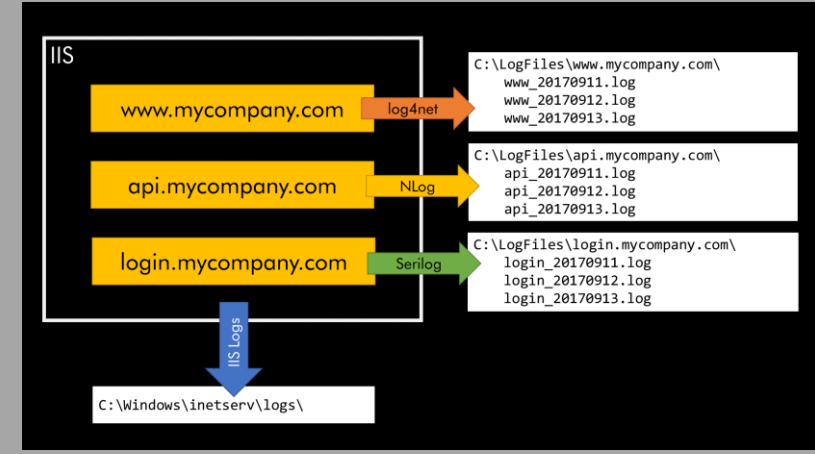 IIS
www.mycompany.com
log4net
C:\LogFiles\www.mycompany.com\
www_20170911.log
www_20170912.log
www_20170913.log
api.mycompany.com
NLog
C:\LogFiles\api.mycompany.com\
api_20170911.log
api_20170912.log
api_20170913.log
login.mycompany.com
Serilog
C:\LogFiles\login.mycompany.com\
login_20170911.log
login_20170912.log
login_20170913.log
IIS Logs
C:\Windows\inetserv\logs\